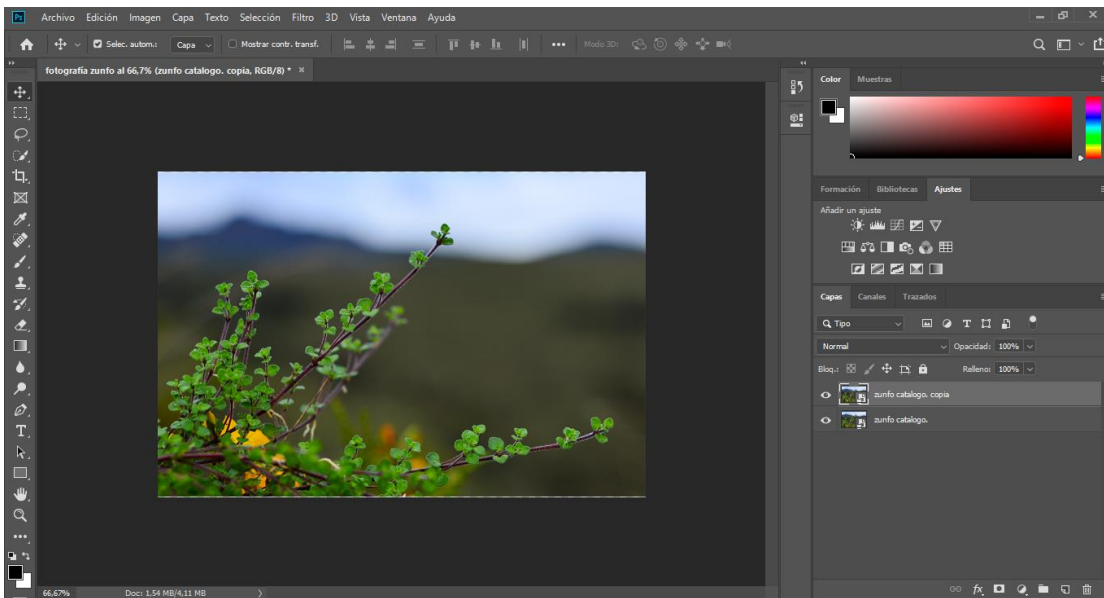 Ps Archivo Edición Imagen Capa Texto Selección Filtro 3D Vista Ventana Ayuda
Selec. autom.: Capa Mostrar contr. transf. Modo 3D:
fotografía zunfo al 66,7% (zunfo catalogo. copia, RGB/8) *
Color Muestras
Formación Bibliotecas Ajustes
Añadir un ajuste
Capas Canales Trazados
Tipo
Normal Opacidad: 100%
Bloq.: Relleno: 100%
zunfo catalogo. copia
zunfo catalogo.
66,67% Doc: 1,54 MB/4,11 MB
fx